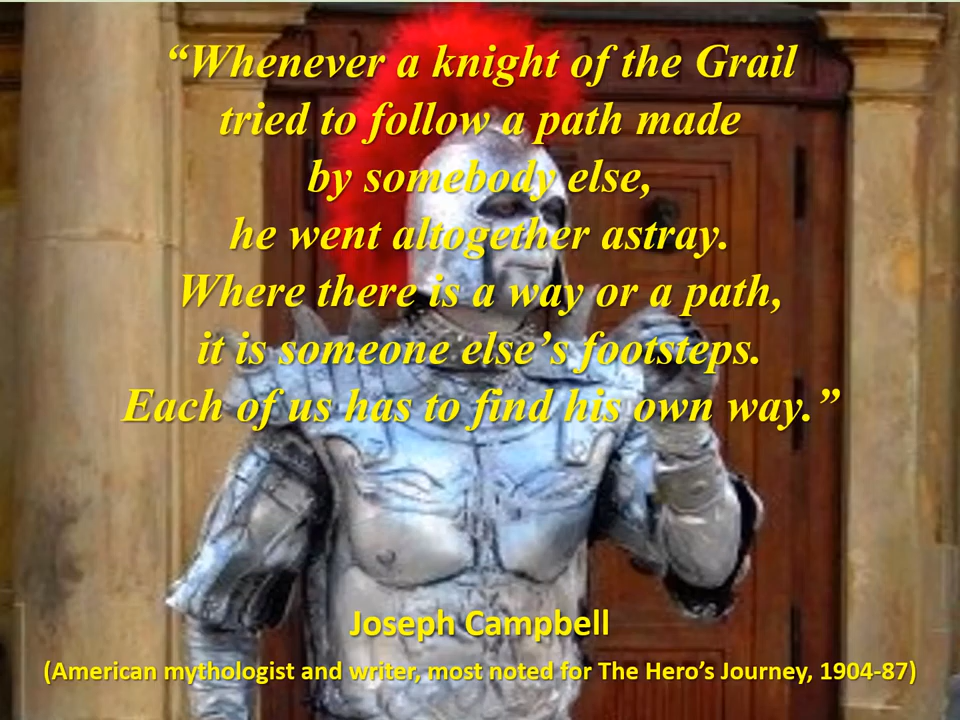 “Whenever a knight of the Grail
tried to follow a path made
by somebody else,
he went altogether astray.
Where there is a way or a path,
it is someone else’s footsteps.
Each of us has to find his own way.”
Joseph Campbell
(American mythologist and writer, most noted for The Hero’s Journey, 1904-87)